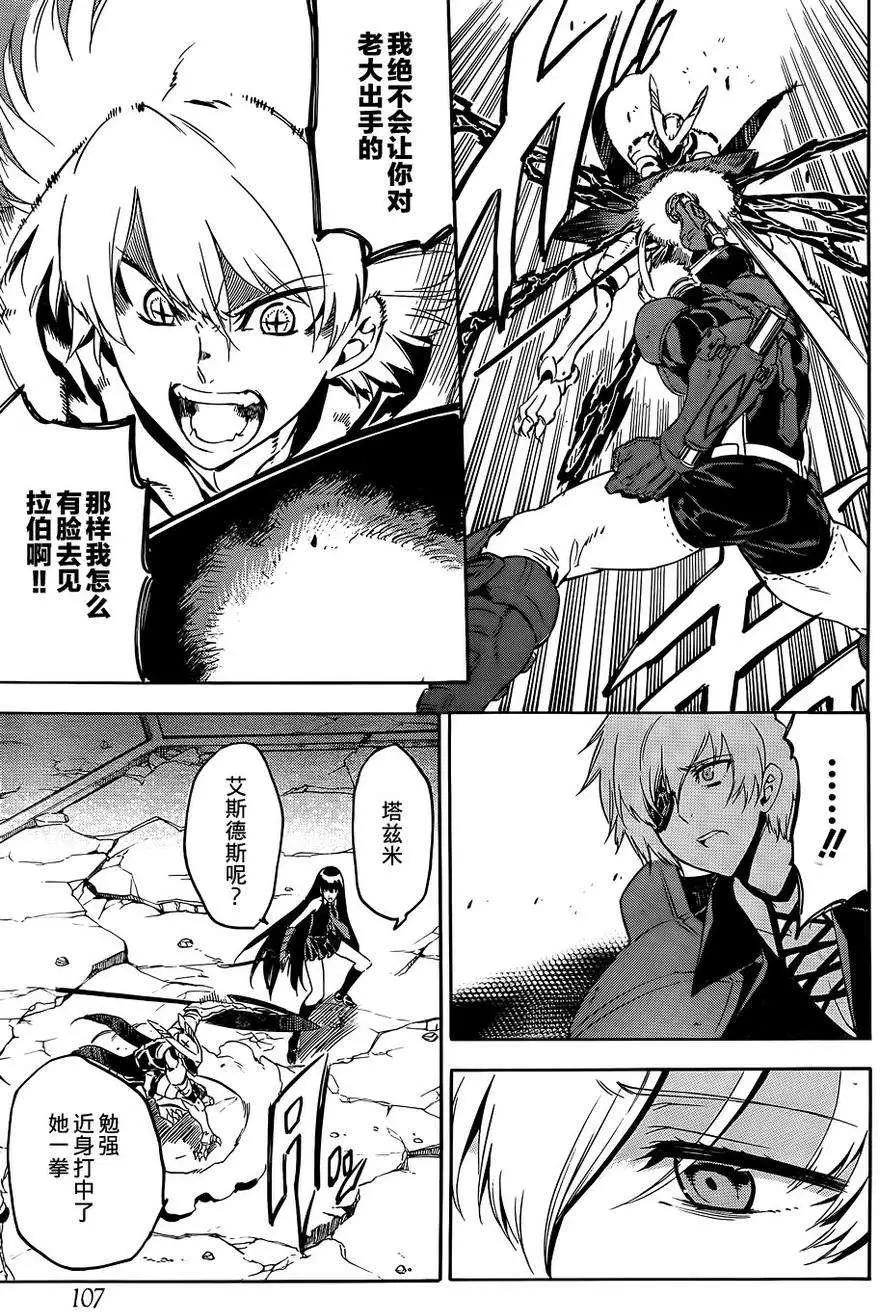 我绝不会让你对
老大出手的
那样我怎么
有脸去见
拉伯啊!!
……!!
塔兹米
艾斯德斯呢？
勉强
近身打中了
她一拳
107